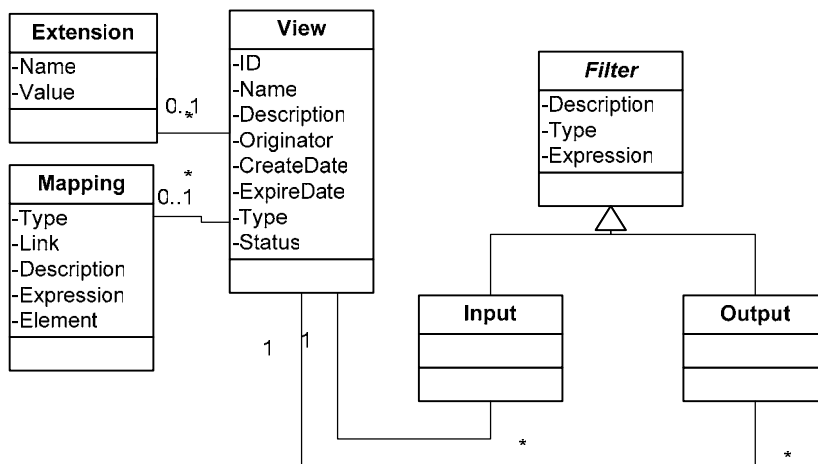 Extension
-Name
-Value
0..1
*
View
-ID
-Name
-Description
-Originator
-CreateDate
-ExpireDate
-Type
-Status
Mapping
-Type
-Link
-Description
-Expression
-Element
*
0..1
Filter
-Description
-Type
-Expression
Input
Output
1
1
*
*